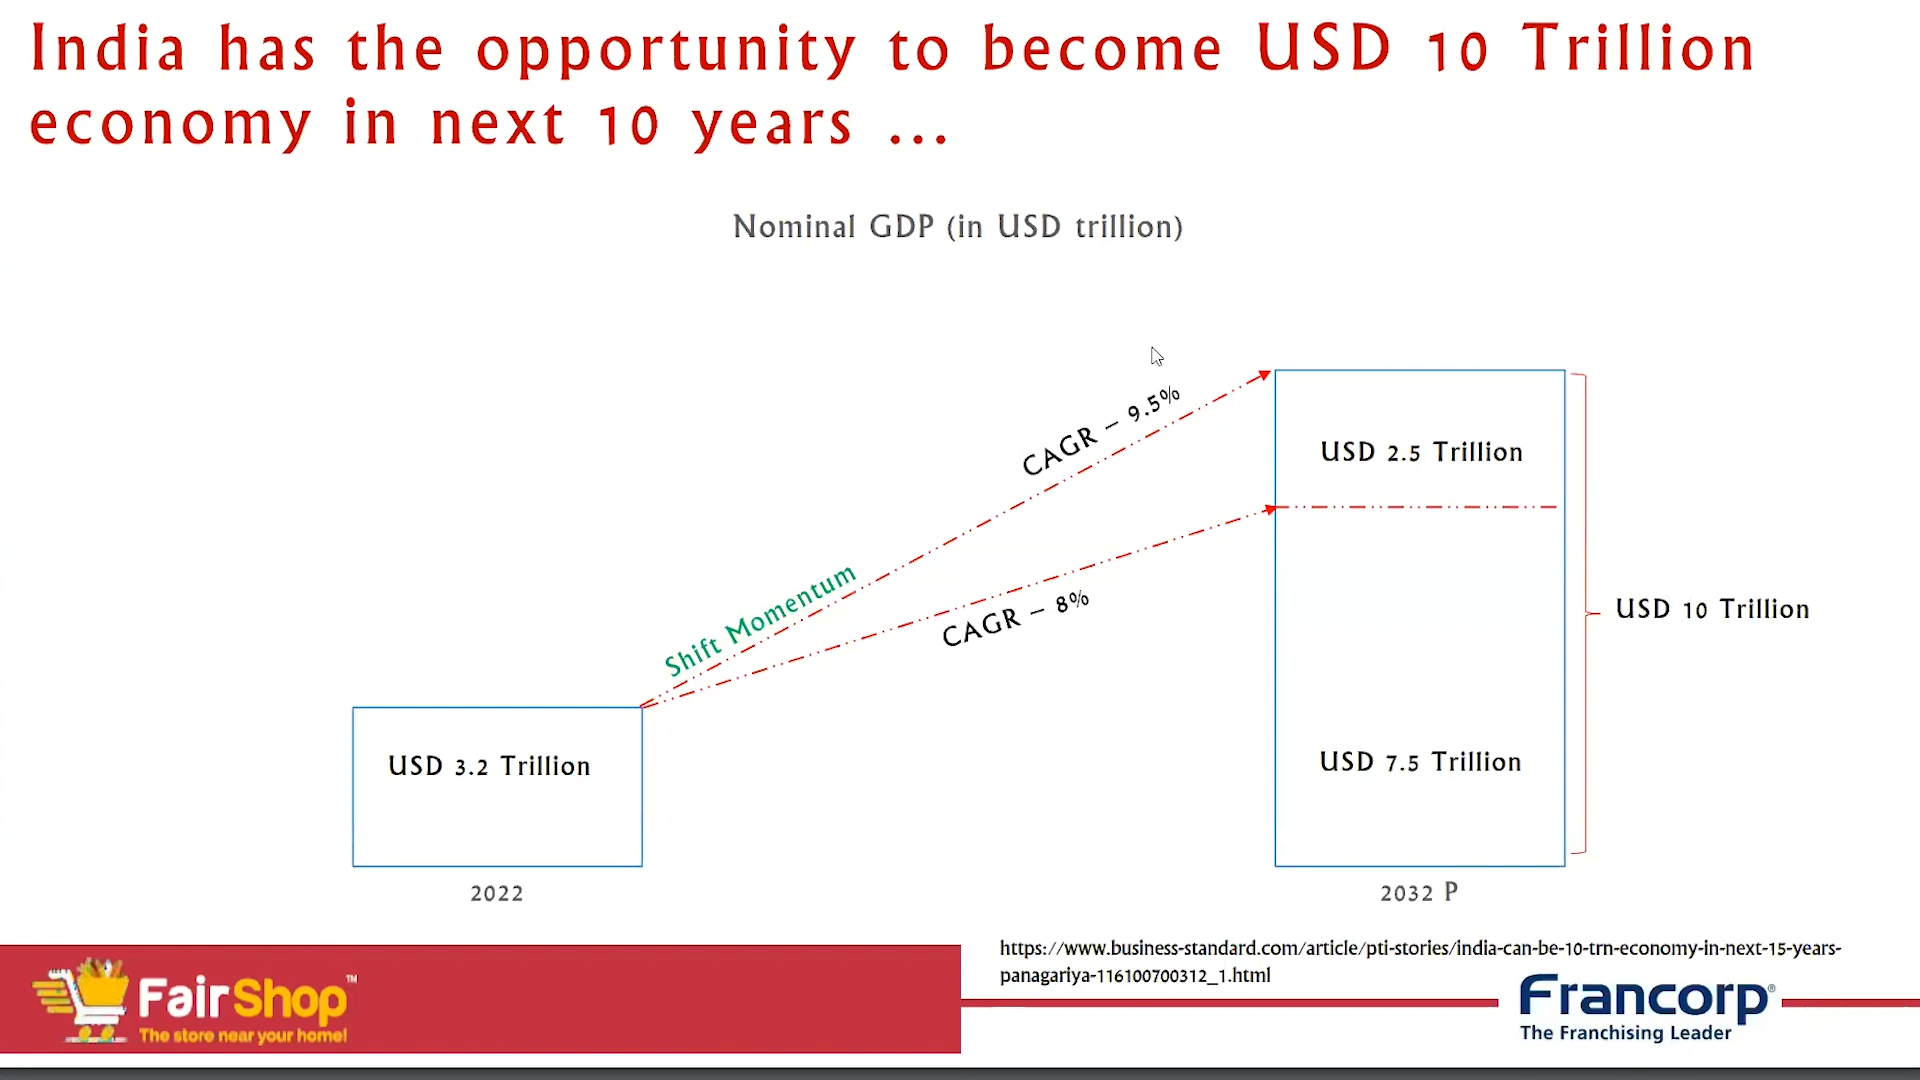 India has the opportunity to become USD 10 Trillion
economy in next 10 years ...
Nominal GDP (in USD trillion)
CAGR – 9.5%
USD 2.5 Trillion
Shift Momentum
CAGR – 8%
USD 10 Trillion
USD 3.2 Trillion
USD 7.5 Trillion
2022
2032 P
https://www.business-standard.com/article/pti-stories/india-can-be-10-trn-economy-in-next-15-years-
panagariya-116100700312_1.html
FairShop™
The store near your home!
Francorp®
The Franchising Leader